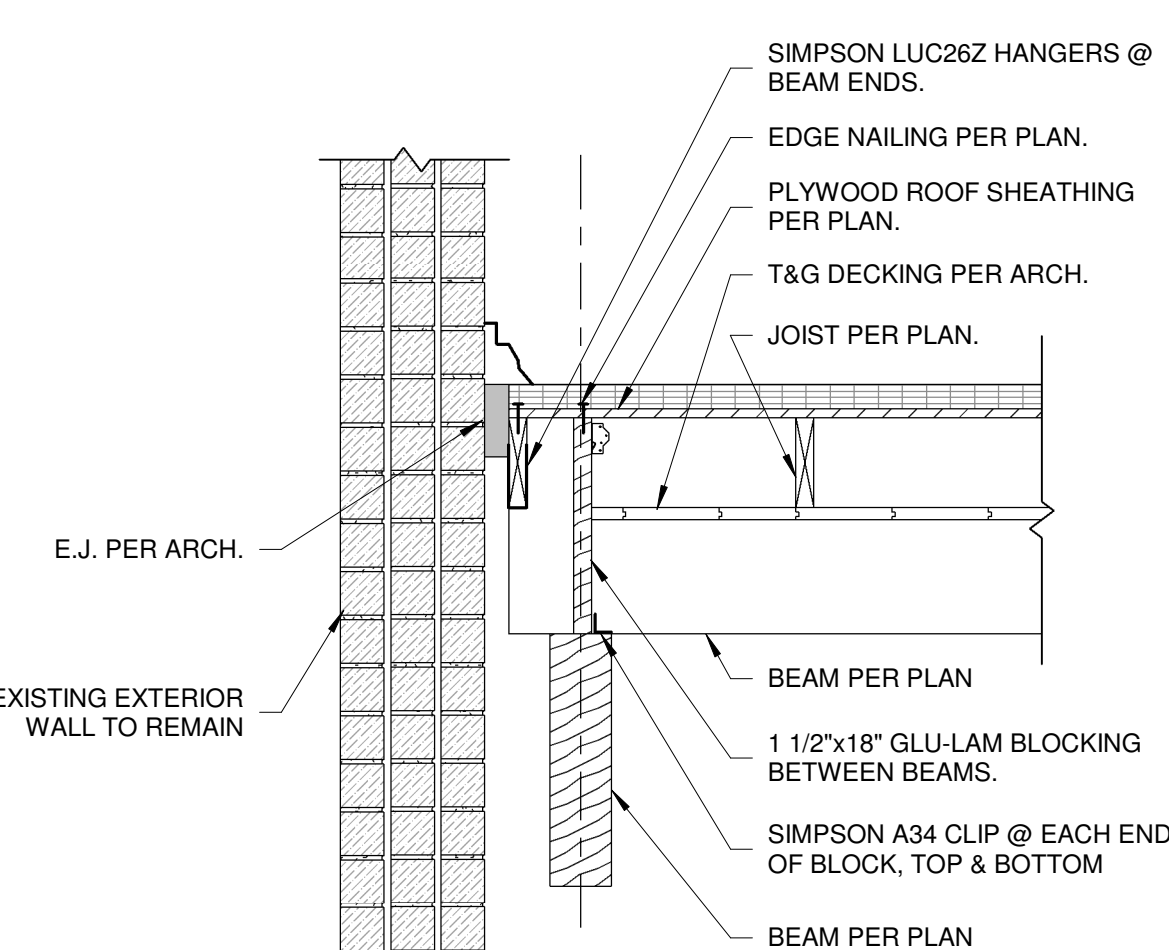 SIMPSON LUC26Z HANGERS @
BEAM ENDS.
EDGE NAILING PER PLAN.
PLYWOOD ROOF SHEATHING
PER PLAN.
T&G DECKING PER ARCH.
JOIST PER PLAN.
E.J. PER ARCH.
EXISTING EXTERIOR
WALL TO REMAIN
BEAM PER PLAN
1 1/2"x18" GLU-LAM BLOCKING
BETWEEN BEAMS.
SIMPSON A34 CLIP @ EACH END
OF BLOCK, TOP & BOTTOM
BEAM PER PLAN